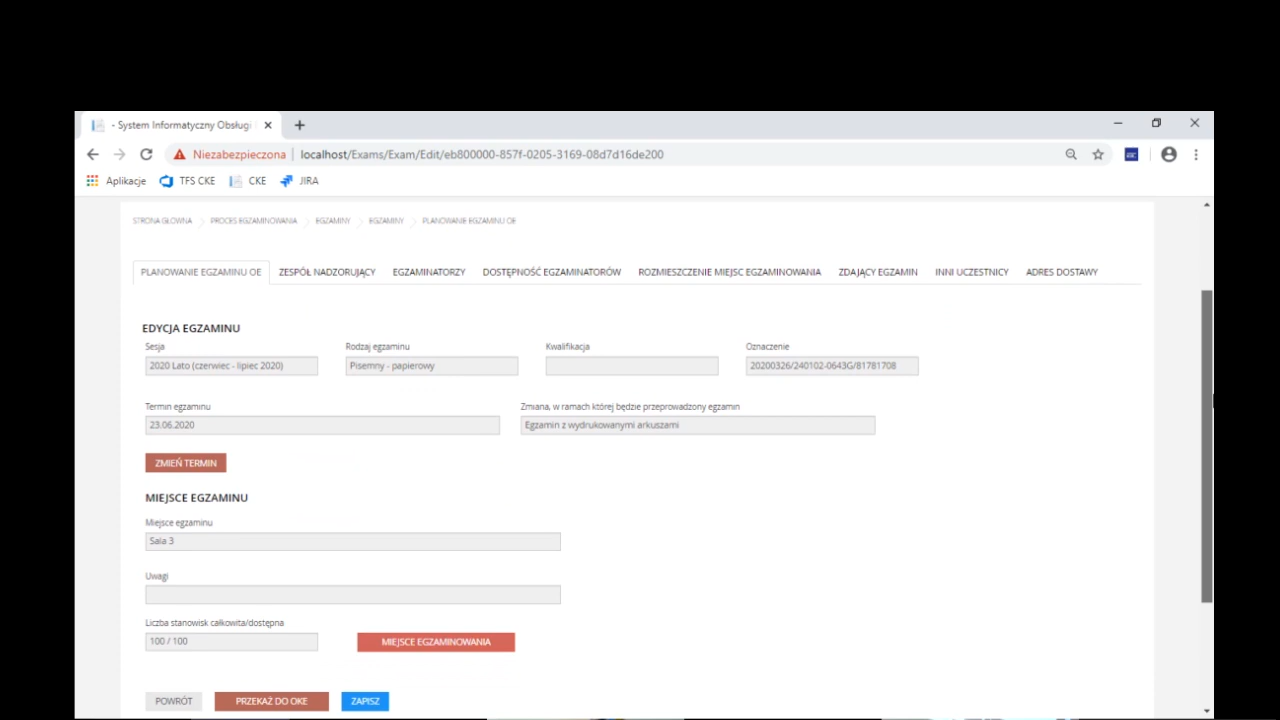 - System Informatyczny Obsługi
Niezabezpieczona
localhost/Exams/Exam/Edit/eb800000-857f-0205-3169-08d7d16de200
Aplikacje TFS CKE CKE JIRA
STRONA GŁÓWNA PROCES EGZAMINOWANIA EGZAMINY EGZAMINY PLANOWANIE EGZAMINU OE
PLANOWANIE EGZAMINU OE ZESPÓŁ NADZORUJĄCY EGZAMINATORZY DOSTĘPNOŚĆ EGZAMINATORÓW ROZMIESZCZENIE MIEJSC EGZAMINOWANIA ZDAJĄCY EGZAMIN INNI UCZESTNICY ADRES DOSTAWY
EDYCJA EGZAMINU
Sesja Rodzaj egzaminu Kwalifikacja Oznaczenie
2020 Lato (czerwiec - lipiec 2020) Pisemny - papierowy 20200326/240102-0643G/81781708
Termin egzaminu Zmiana, w ramach której będzie przeprowadzony egzamin
23.06.2020 Egzamin z wydrukowanymi arkuszami
ZMIEŃ TERMIN
MIEJSCE EGZAMINU
Miejsce egzaminu
Sala 3
Uwagi
Liczba stanowisk całkowita/dostępna
100 / 100 MIEJSCE EGZAMINOWANIA
POWRÓT PRZEKAŻ DO OKE ZAPISZ